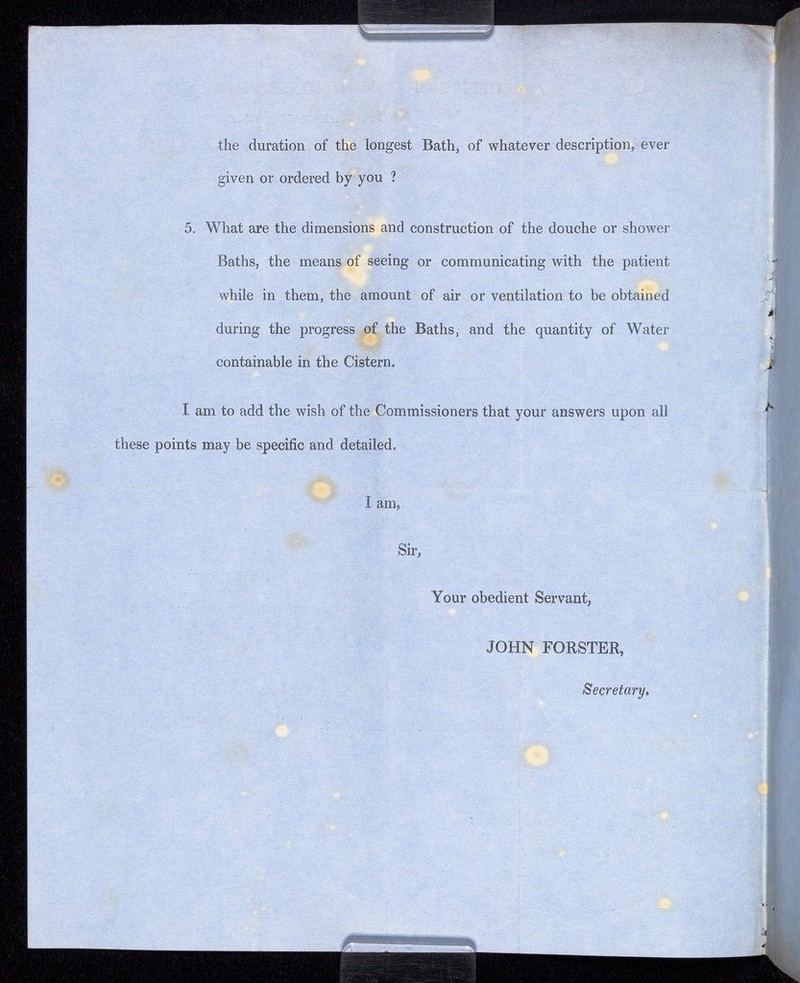 the duration of the longest Bath, of whatever description, ever
given or ordered by you ?
5. What are the dimensions and construction of the douche or shower
Baths, the means of seeing or communicating with the patient
while in them, the amount of air or ventilation to be obtained
during the progress of the Baths, and the quantity of Water
containable in the Cistern.
I am to add the wish of the Commissioners that your answers upon all
these points may be specific and detailed.
I am,
Sir,
Your obedient Servant,
JOHN FORSTER,
Secretary.